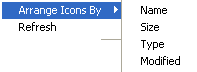 Arrange Icons By
Refresh
Name
Size
Type
Modified